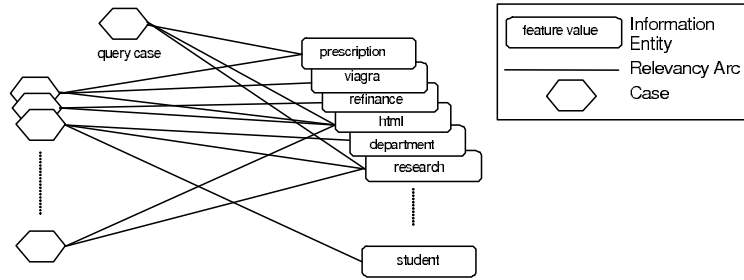 query case
prescription
viagra
refinance
html
department
research
student
feature value
Information
Entity
Relevancy Arc
Case